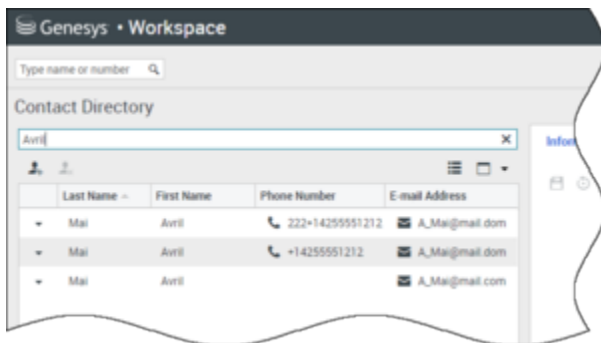 Genesys • Workspace
Type name or number
Contact Directory
Avril
Last Name First Name Phone Number E-mail Address
Mai Avril 222+14255551212 A_Mai@mail.dom
Mai Avril +14255551212 A_Mai@mail.dom
Mai Avril A_Mai@mail.com